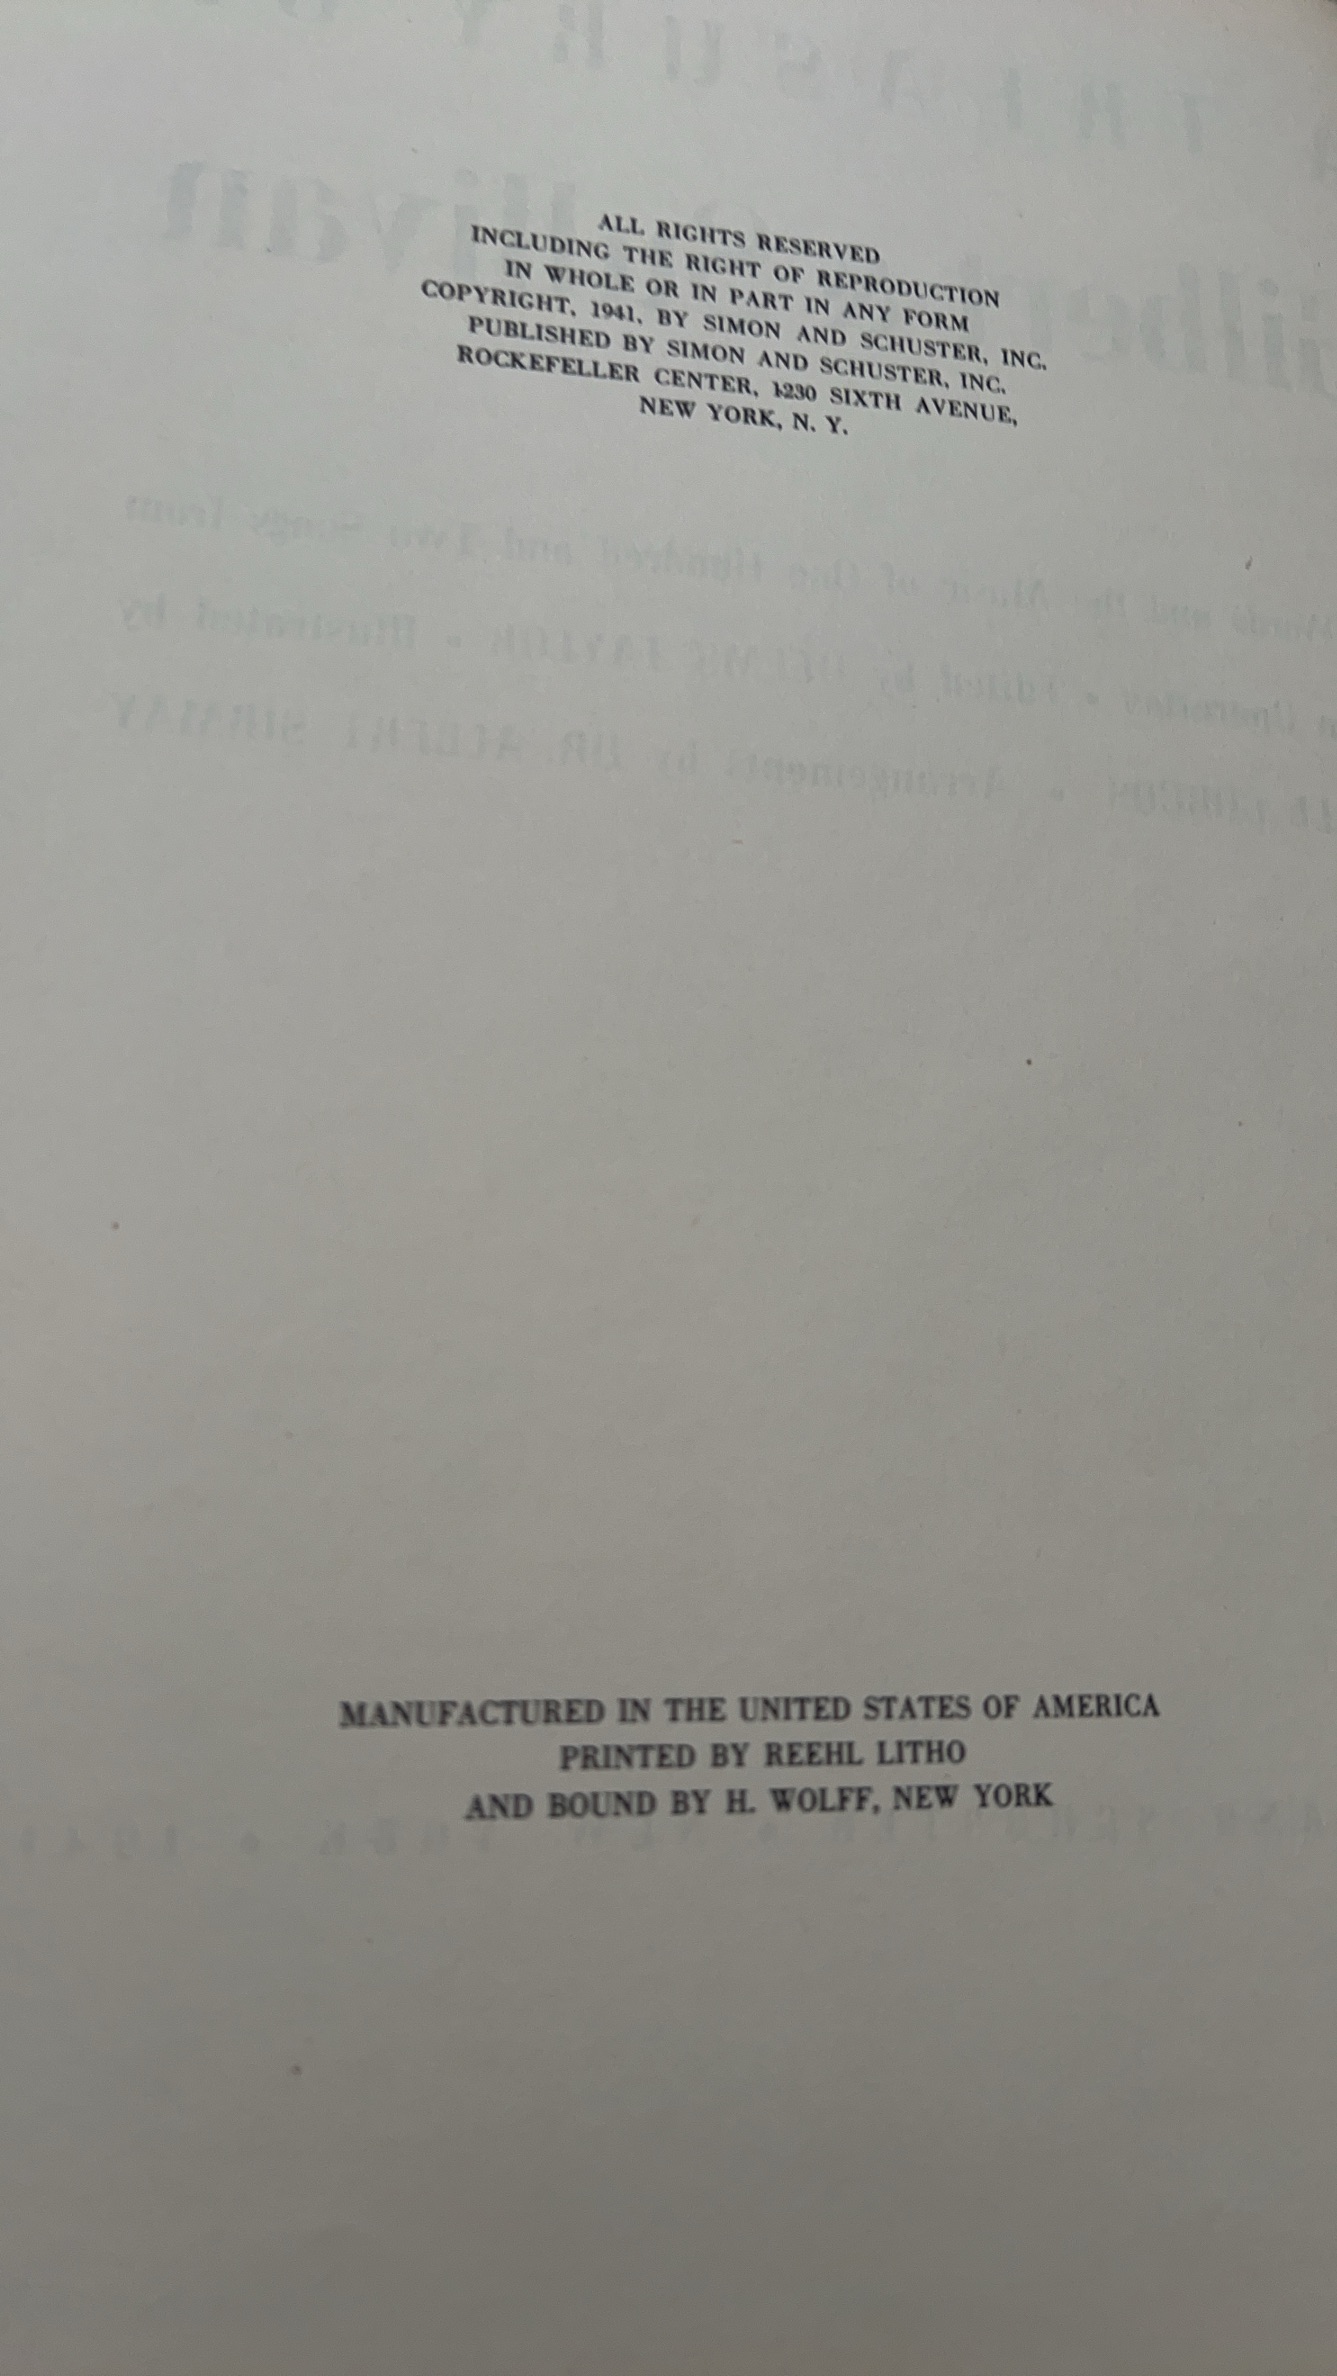 ALL RIGHTS RESERVED
INCLUDING THE RIGHT OF REPRODUCTION
IN WHOLE OR IN PART IN ANY FORM
COPYRIGHT, 1941, BY SIMON AND SCHUSTER, INC.
PUBLISHED BY SIMON AND SCHUSTER, INC.
ROCKEFELLER CENTER, 1230 SIXTH AVENUE,
NEW YORK, N. Y.
MANUFACTURED IN THE UNITED STATES OF AMERICA
PRINTED BY REEHL LITHO
AND BOUND BY H. WOLFF, NEW YORK